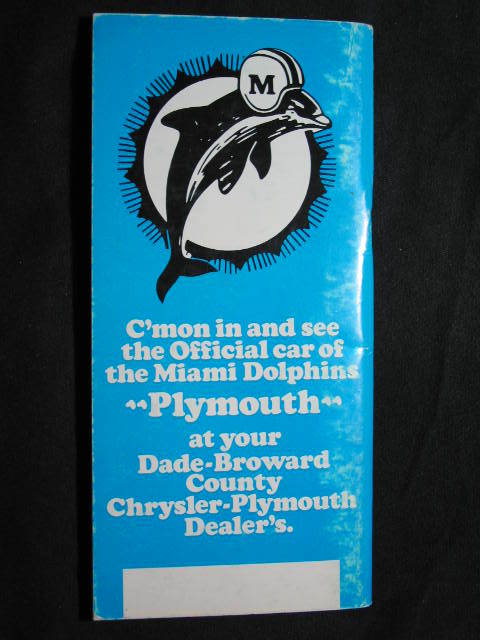 M
C'mon in and see
the Official car of
the Miami Dolphins
"Plymouth"
at your
Dade-Broward
County
Chrysler-Plymouth
Dealer's.